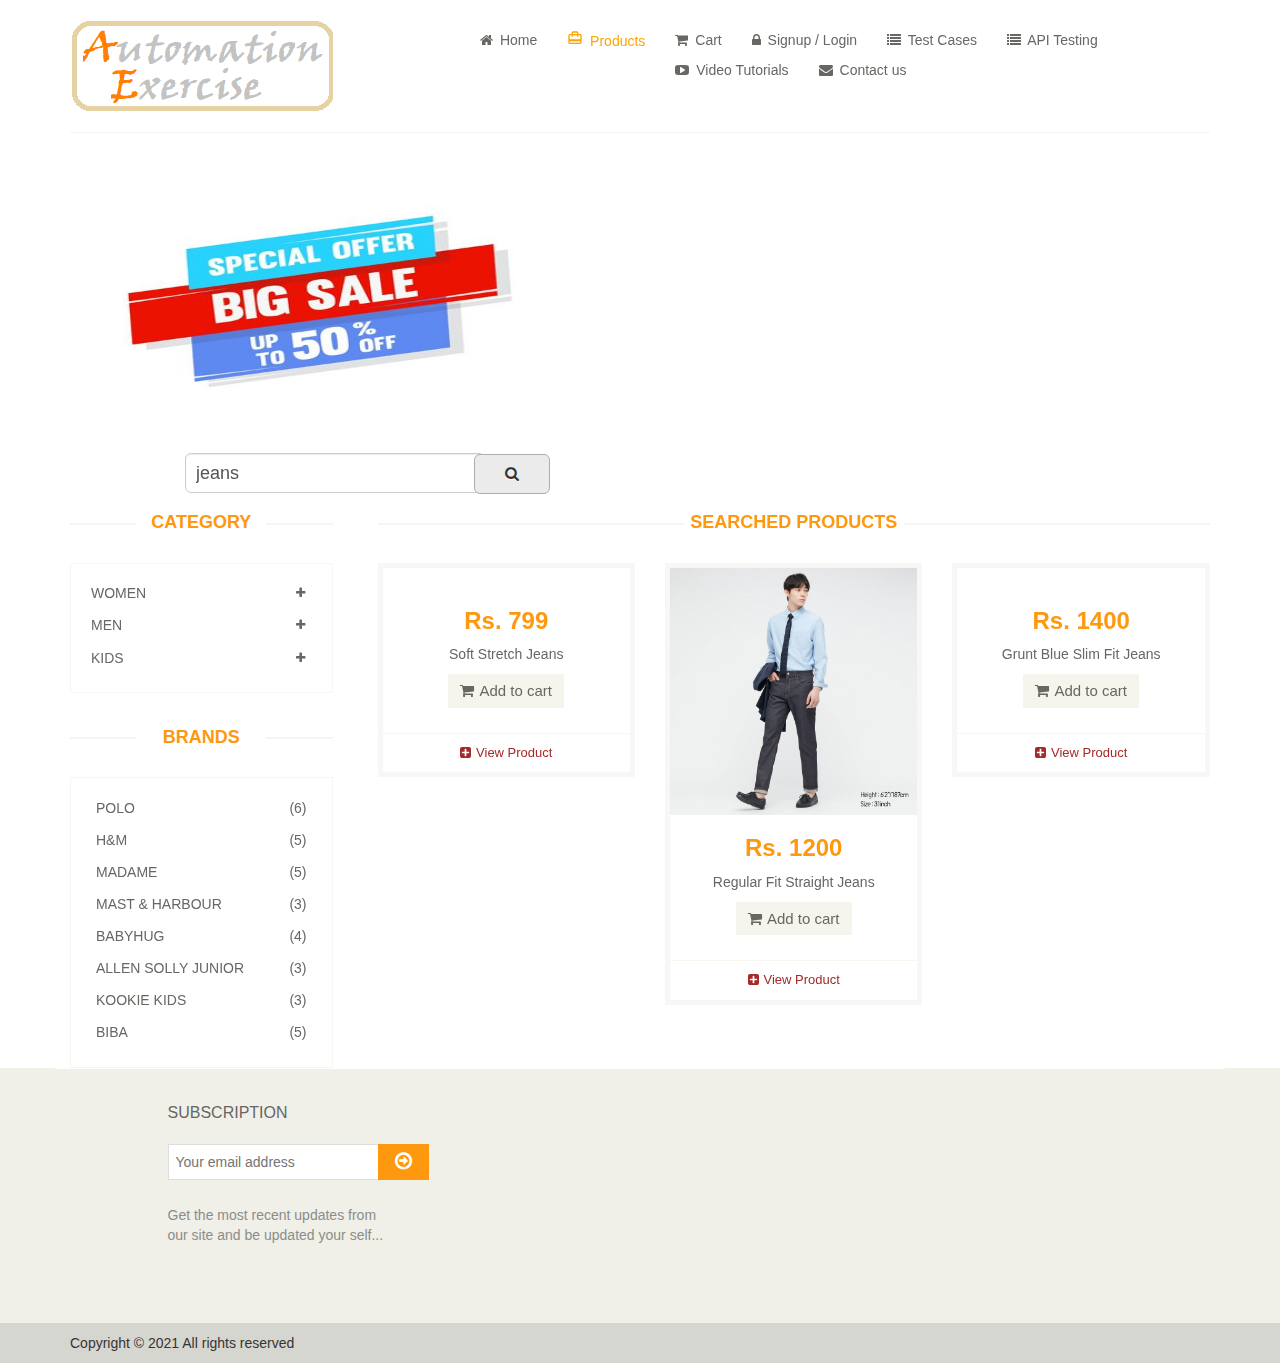 Automation
Exercise
Home
Products
Cart
Signup / Login
Test Cases
API Testing
Video Tutorials
Contact us
SPECIAL OFFER
BIG SALE
UP TO 50% OFF
jeans
CATEGORY
WOMEN
MEN
KIDS
BRANDS
POLO (6)
H&M (5)
MADAME (5)
MAST & HARBOUR (3)
BABYHUG (4)
ALLEN SOLLY JUNIOR (3)
KOOKIE KIDS (3)
BIBA (5)
SEARCHED PRODUCTS
Rs. 799
Soft Stretch Jeans
Add to cart
View Product
Height : 6'2"/187cm
Size : 31inch
Rs. 1200
Regular Fit Straight Jeans
Add to cart
View Product
Rs. 1400
Grunt Blue Slim Fit Jeans
Add to cart
View Product
SUBSCRIPTION
Your email address
Get the most recent updates from
our site and be updated your self...
Copyright © 2021 All rights reserved